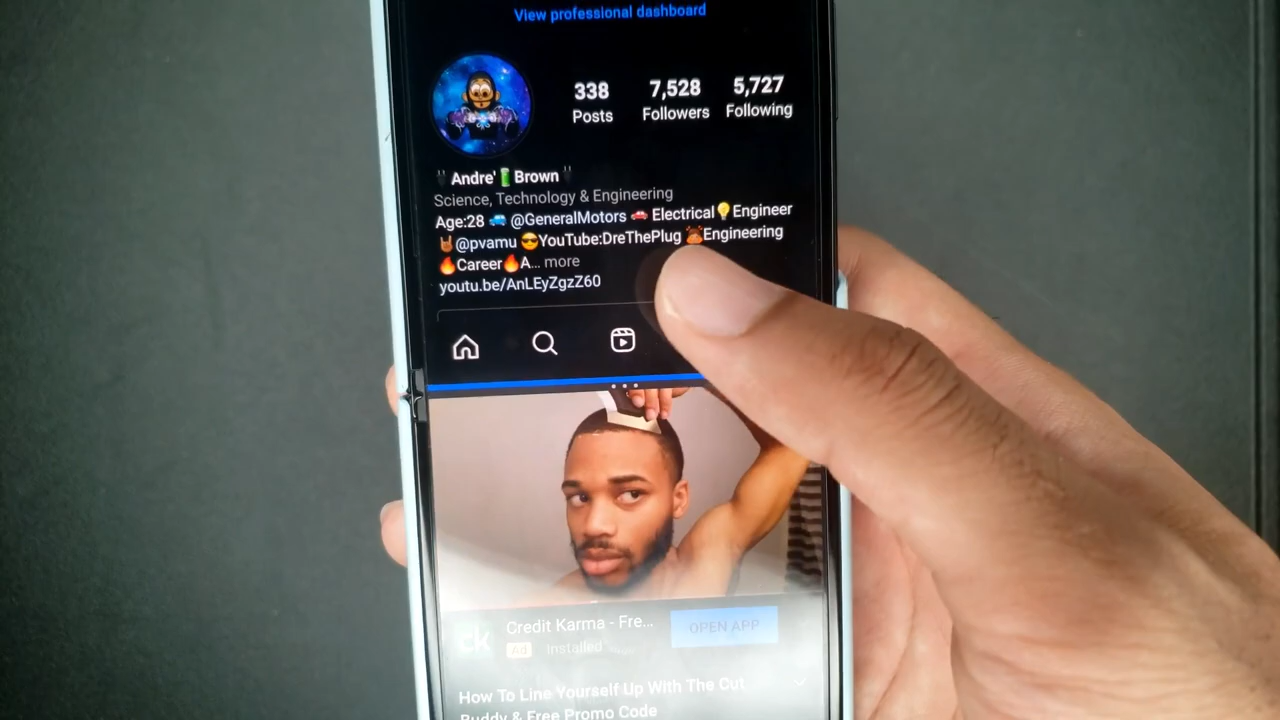 View professional dashboard
338 7,528 5,727
Posts Followers Following
Andre' Brown
Science, Technology & Engineering
Age:28 🚙 @GeneralMotors 🚗 Electrical💡Engineer
🤘🏾@pvamu 😎YouTube:DreThePlug 🐻Engineering
🔥Career🔥A... more
youtu.be/AnLEyZgzZ60
Credit Karma - Fre...
OPEN APP
Ad Installed
How To Line Yourself Up With The Cut
Buddy & Free Promo Code